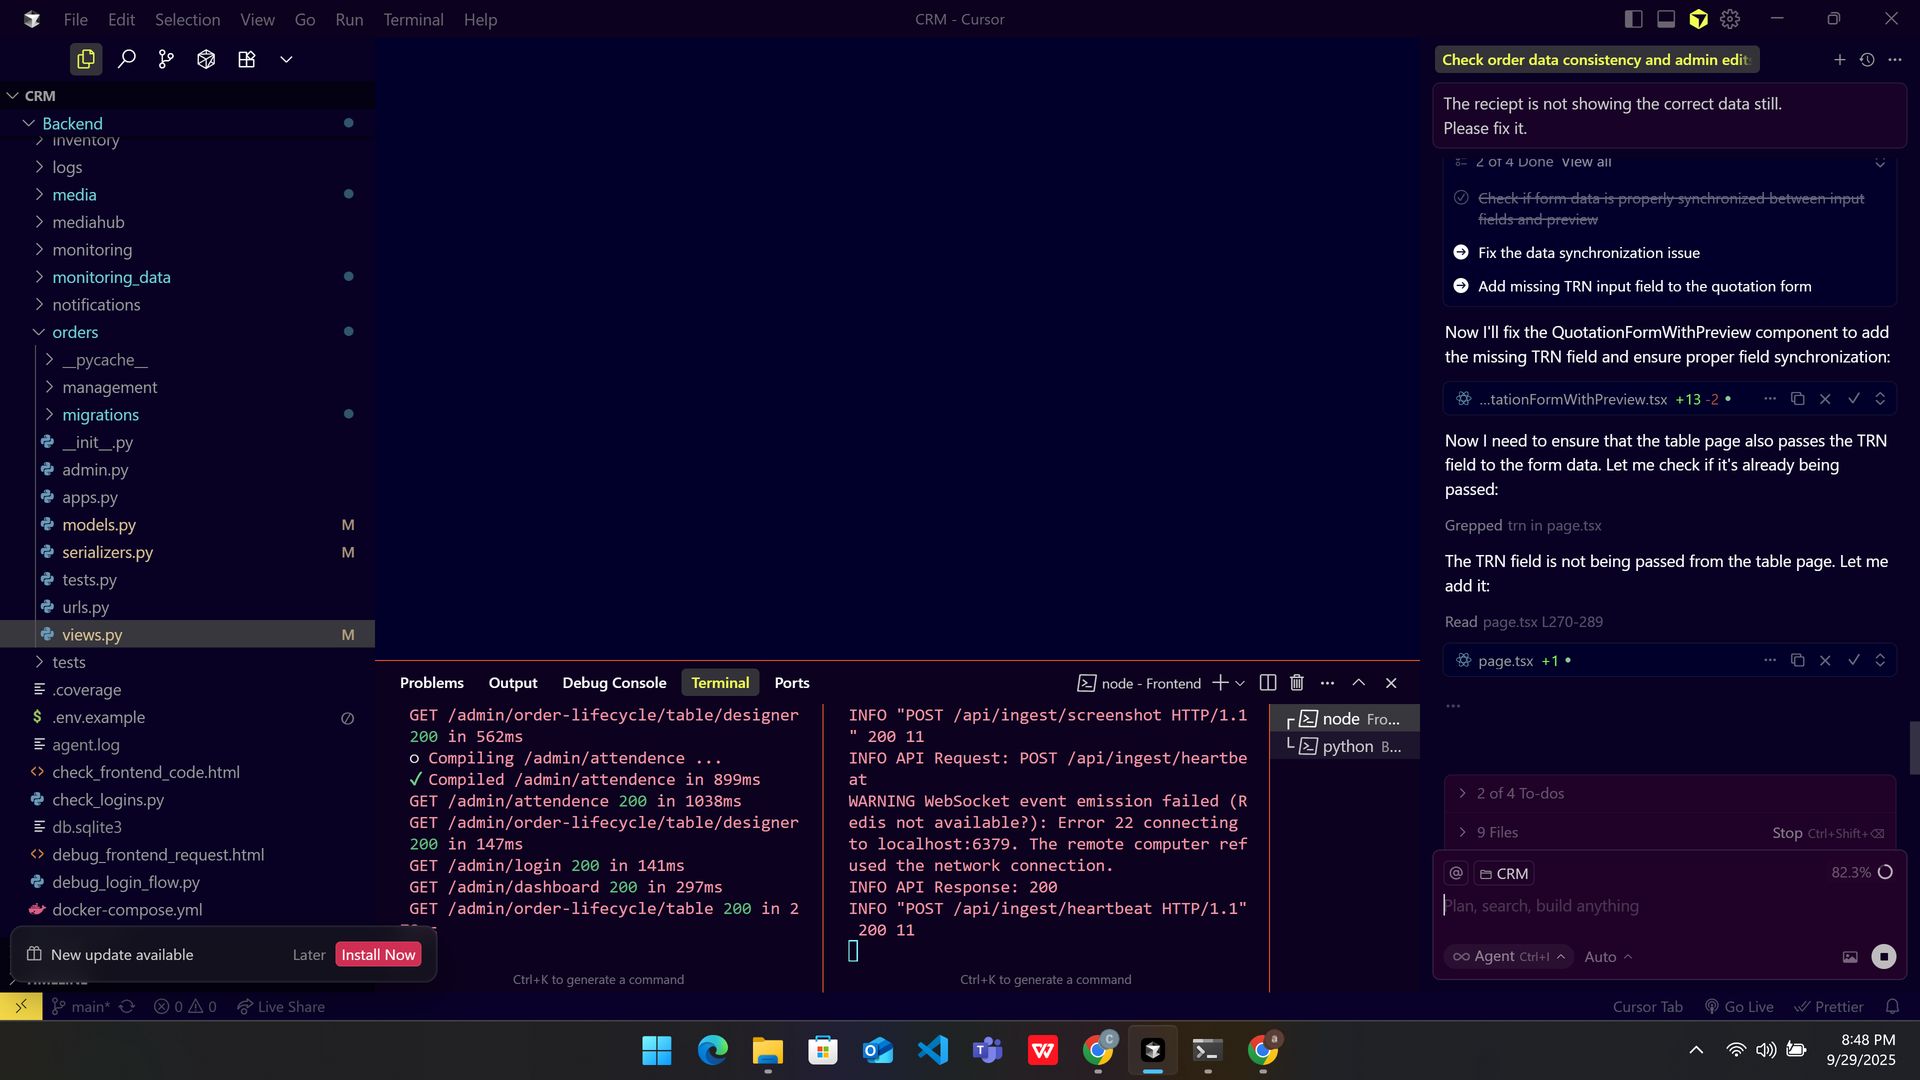 File Edit Selection View Go Run Terminal Help
CRM - Cursor
CRM
Backend
inventory
logs
media
mediahub
monitoring
monitoring_data
notifications
orders
__pycache__
management
migrations
__init__.py
admin.py
apps.py
models.py M
serializers.py M
tests.py
urls.py
views.py M
tests
.coverage
.env.example
agent.log
check_frontend_code.html
check_logins.py
db.sqlite3
debug_frontend_request.html
debug_login_flow.py
docker-compose.yml
New update available Later Install Now
TIMELINE
Problems Output Debug Console Terminal Ports
node - Frontend
GET /admin/order-lifecycle/table/designer
200 in 562ms
○ Compiling /admin/attendence ...
✓ Compiled /admin/attendence in 899ms
GET /admin/attendence 200 in 1038ms
GET /admin/order-lifecycle/table/designer
200 in 147ms
GET /admin/login 200 in 141ms
GET /admin/dashboard 200 in 297ms
GET /admin/order-lifecycle/table 200 in 2
Ctrl+K to generate a command
INFO "POST /api/ingest/screenshot HTTP/1.1
" 200 11
INFO API Request: POST /api/ingest/heartbe
at
WARNING WebSocket event emission failed (R
edis not available?): Error 22 connecting
to localhost:6379. The remote computer ref
used the network connection.
INFO API Response: 200
INFO "POST /api/ingest/heartbeat HTTP/1.1"
200 11
Ctrl+K to generate a command
node Fro...
python B...
Check order data consistency and admin edit
The reciept is not showing the correct data still.
Please fix it.
2 of 4 Done View all
Check if form data is properly synchronized between input
fields and preview
Fix the data synchronization issue
Add missing TRN input field to the quotation form
Now I'll fix the QuotationFormWithPreview component to add
the missing TRN field and ensure proper field synchronization:
...tationFormWithPreview.tsx +13 -2
Now I need to ensure that the table page also passes the TRN
field to the form data. Let me check if it's already being
passed:
Grepped trn in page.tsx
The TRN field is not being passed from the table page. Let me
add it:
Read page.tsx L270-289
page.tsx +1
2 of 4 To-dos
9 Files Stop Ctrl+Shift+⌫
@ CRM 82.3%
Plan, search, build anything
Agent Ctrl+I Auto
main* 0 0 Live Share
Cursor Tab Go Live Prettier
8:48 PM
9/29/2025